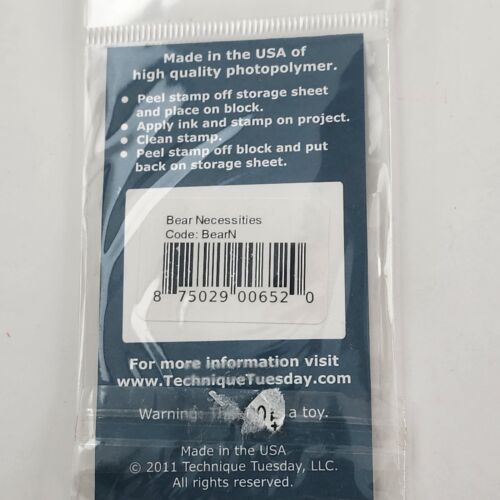 Made in the USA of
high quality photopolymer.
• Peel stamp off storage sheet
and place on block.
• Apply ink and stamp on project.
• Clean stamp.
• Peel stamp off block and put
back on storage sheet.
Bear Necessities
Code: BearN
8 75029 00652 0
For more information visit
www.TechniqueTuesday.com
Warning: This a toy.
Made in the USA
© 2011 Technique Tuesday, LLC.
All rights reserved.